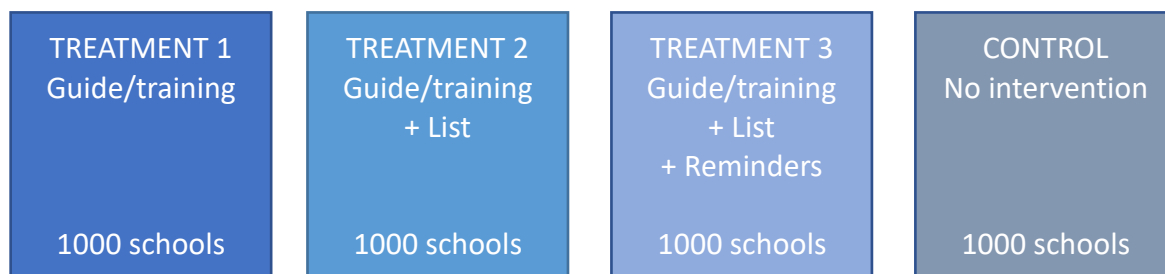 TREATMENT 1
Guide/training
1000 schools
TREATMENT 2
Guide/training
+ List
1000 schools
TREATMENT 3
Guide/training
+ List
+ Reminders
1000 schools
CONTROL
No intervention
1000 schools